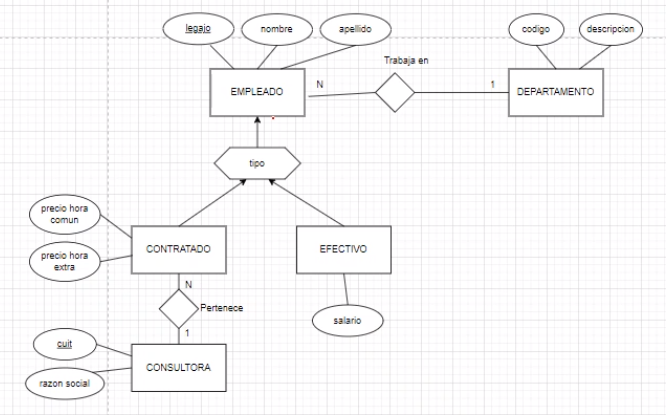 legajo
nombre
apellido
codigo
descripcion
Trabaja en
EMPLEADO
N
1
DEPARTAMENTO
tipo
precio hora
comun
precio hora
extra
CONTRATADO
EFECTIVO
N
Pertenece
1
salario
cuit
razon social
CONSULTORA